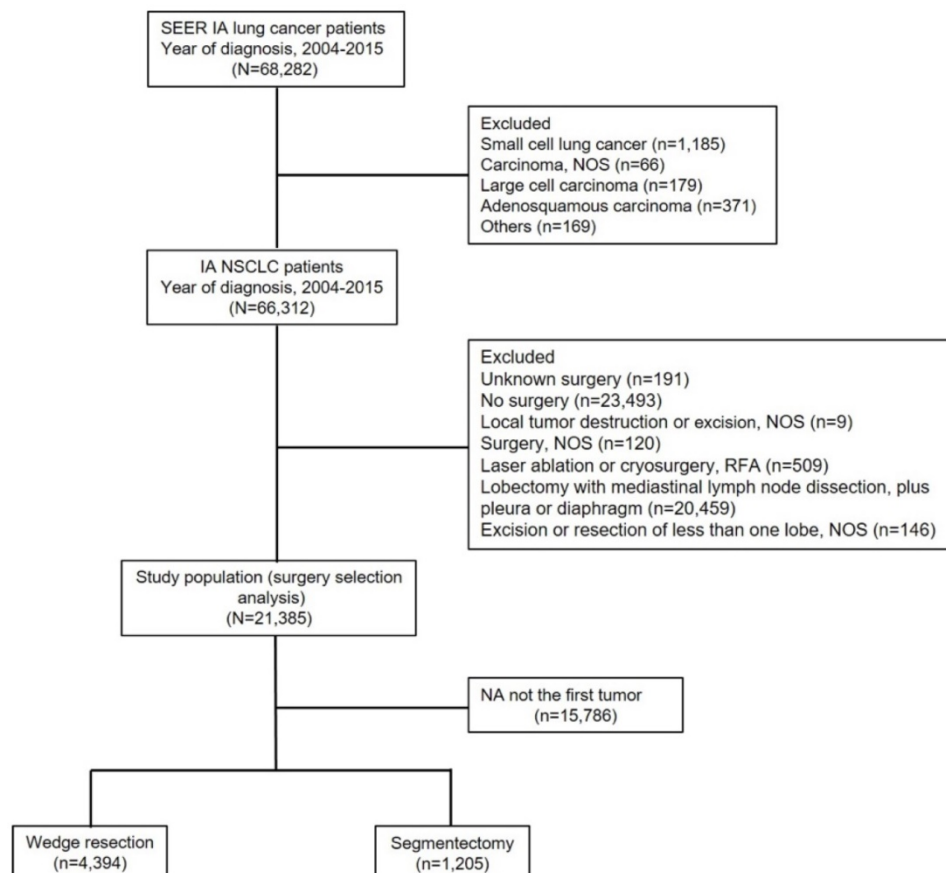 SEER IA lung cancer patients
Year of diagnosis, 2004-2015
(N=68,282)
Excluded
Small cell lung cancer (n=1,185)
Carcinoma, NOS (n=66)
Large cell carcinoma (n=179)
Adenosquamous carcinoma (n=371)
Others (n=169)
IA NSCLC patients
Year of diagnosis, 2004-2015
(N=66,312)
Excluded
Unknown surgery (n=191)
No surgery (n=23,493)
Local tumor destruction or excision, NOS (n=9)
Surgery, NOS (n=120)
Laser ablation or cryosurgery, RFA (n=509)
Lobectomy with mediastinal lymph node dissection, plus
pleura or diaphragm (n=20,459)
Excision or resection of less than one lobe, NOS (n=146)
Study population (surgery selection
analysis)
(N=21,385)
NA not the first tumor
(n=15,786)
Wedge resection
(n=4,394)
Segmentectomy
(n=1,205)